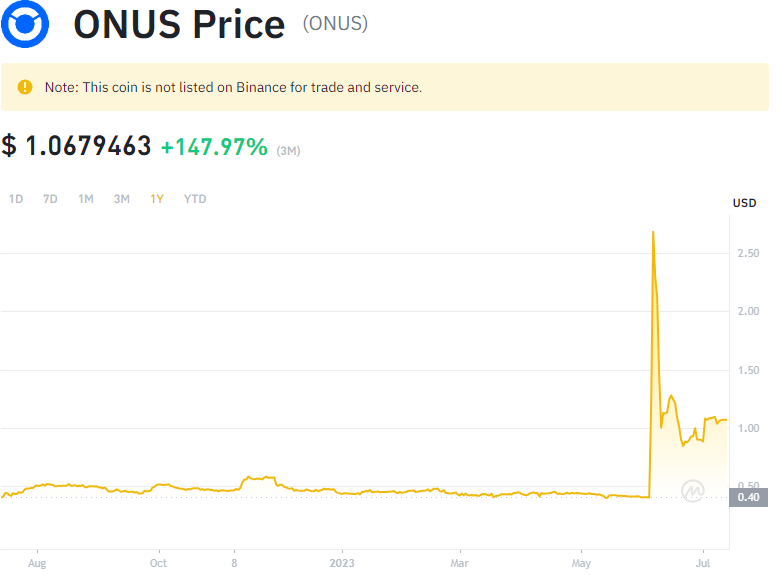 ONUS Price (ONUS)
Note: This coin is not listed on Binance for trade and service.
$ 1.0679463 +147.97% (3M)
1D 7D 1M 3M 1Y YTD
USD
2.50
2.00
1.50
1.00
0.50
0.40
Aug Oct 8 2023 Mar May Jul